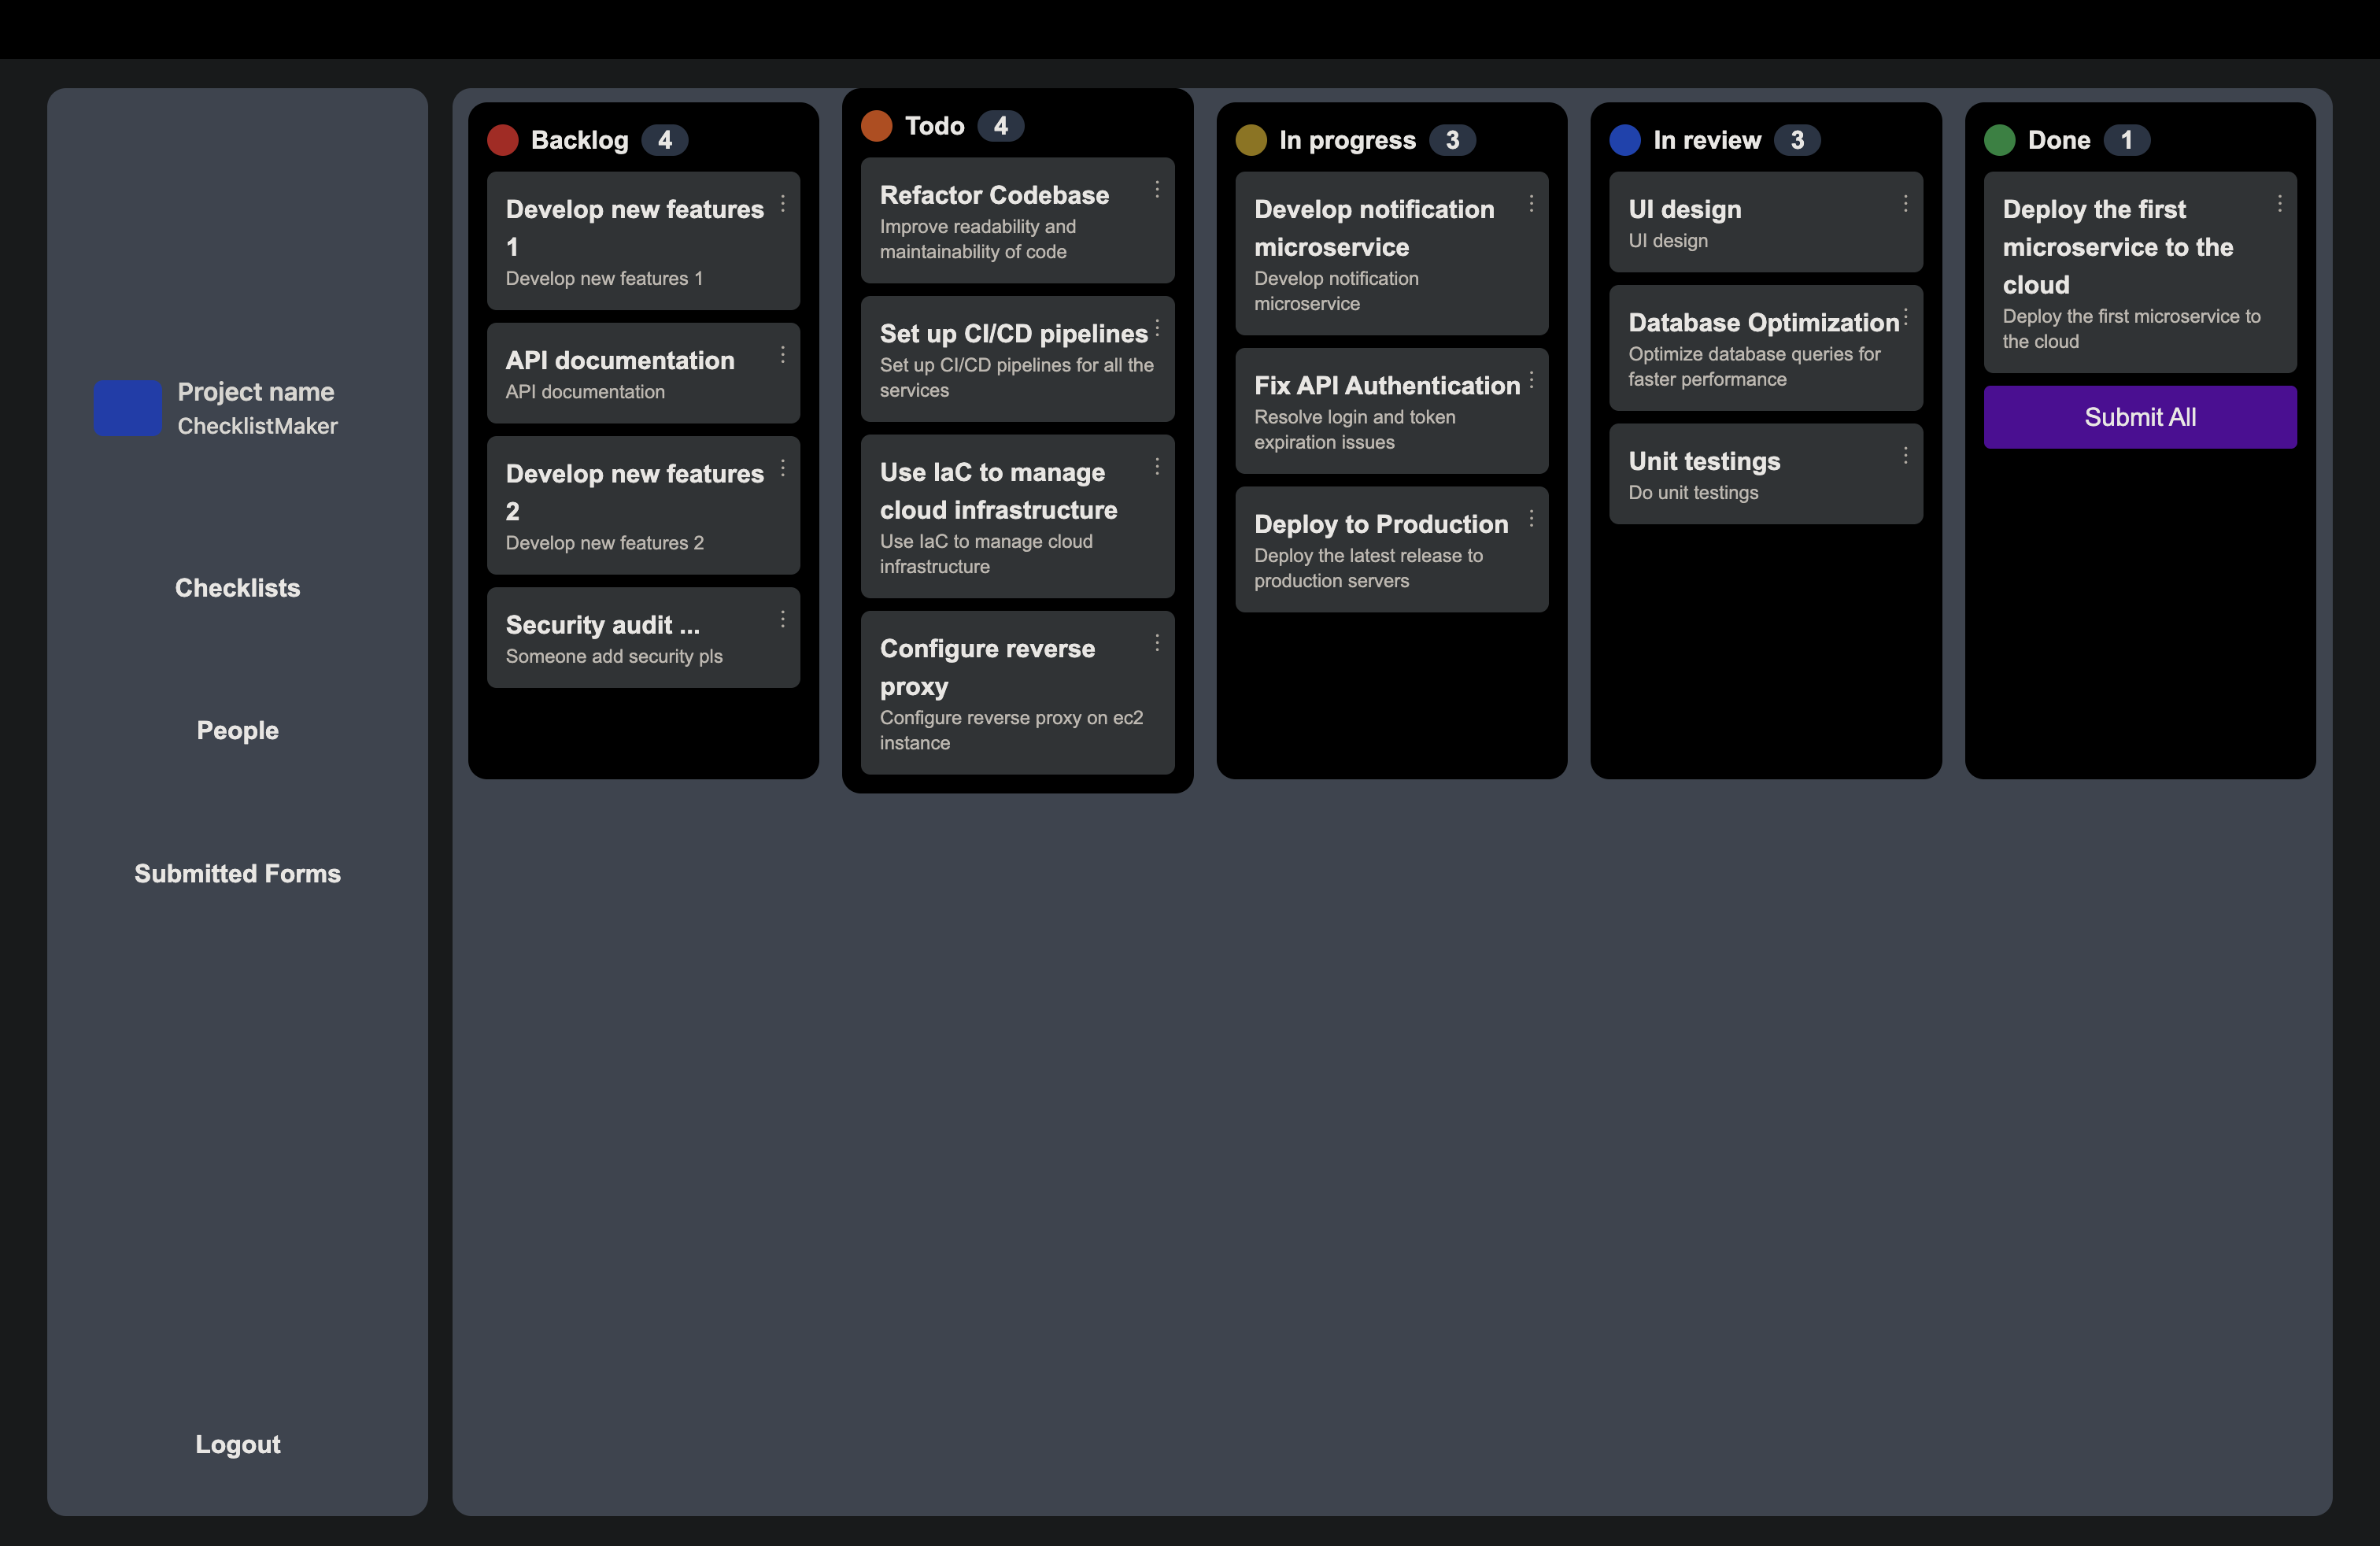 Project name
ChecklistMaker
Checklists
People
Submitted Forms
Logout
Backlog 4
Develop new features
1
Develop new features 1
API documentation
API documentation
Develop new features
2
Develop new features 2
Security audit ...
Someone add security pls
Todo 4
Refactor Codebase
Improve readability and
maintainability of code
Set up CI/CD pipelines
Set up CI/CD pipelines for all the
services
Use IaC to manage
cloud infrastructure
Use IaC to manage cloud
infrastructure
Configure reverse
proxy
Configure reverse proxy on ec2
instance
In progress 3
Develop notification
microservice
Develop notification
microservice
Fix API Authentication
Resolve login and token
expiration issues
Deploy to Production
Deploy the latest release to
production servers
In review 3
UI design
UI design
Database Optimization
Optimize database queries for
faster performance
Unit testings
Do unit testings
Done 1
Deploy the first
microservice to the
cloud
Deploy the first microservice to
the cloud
Submit All